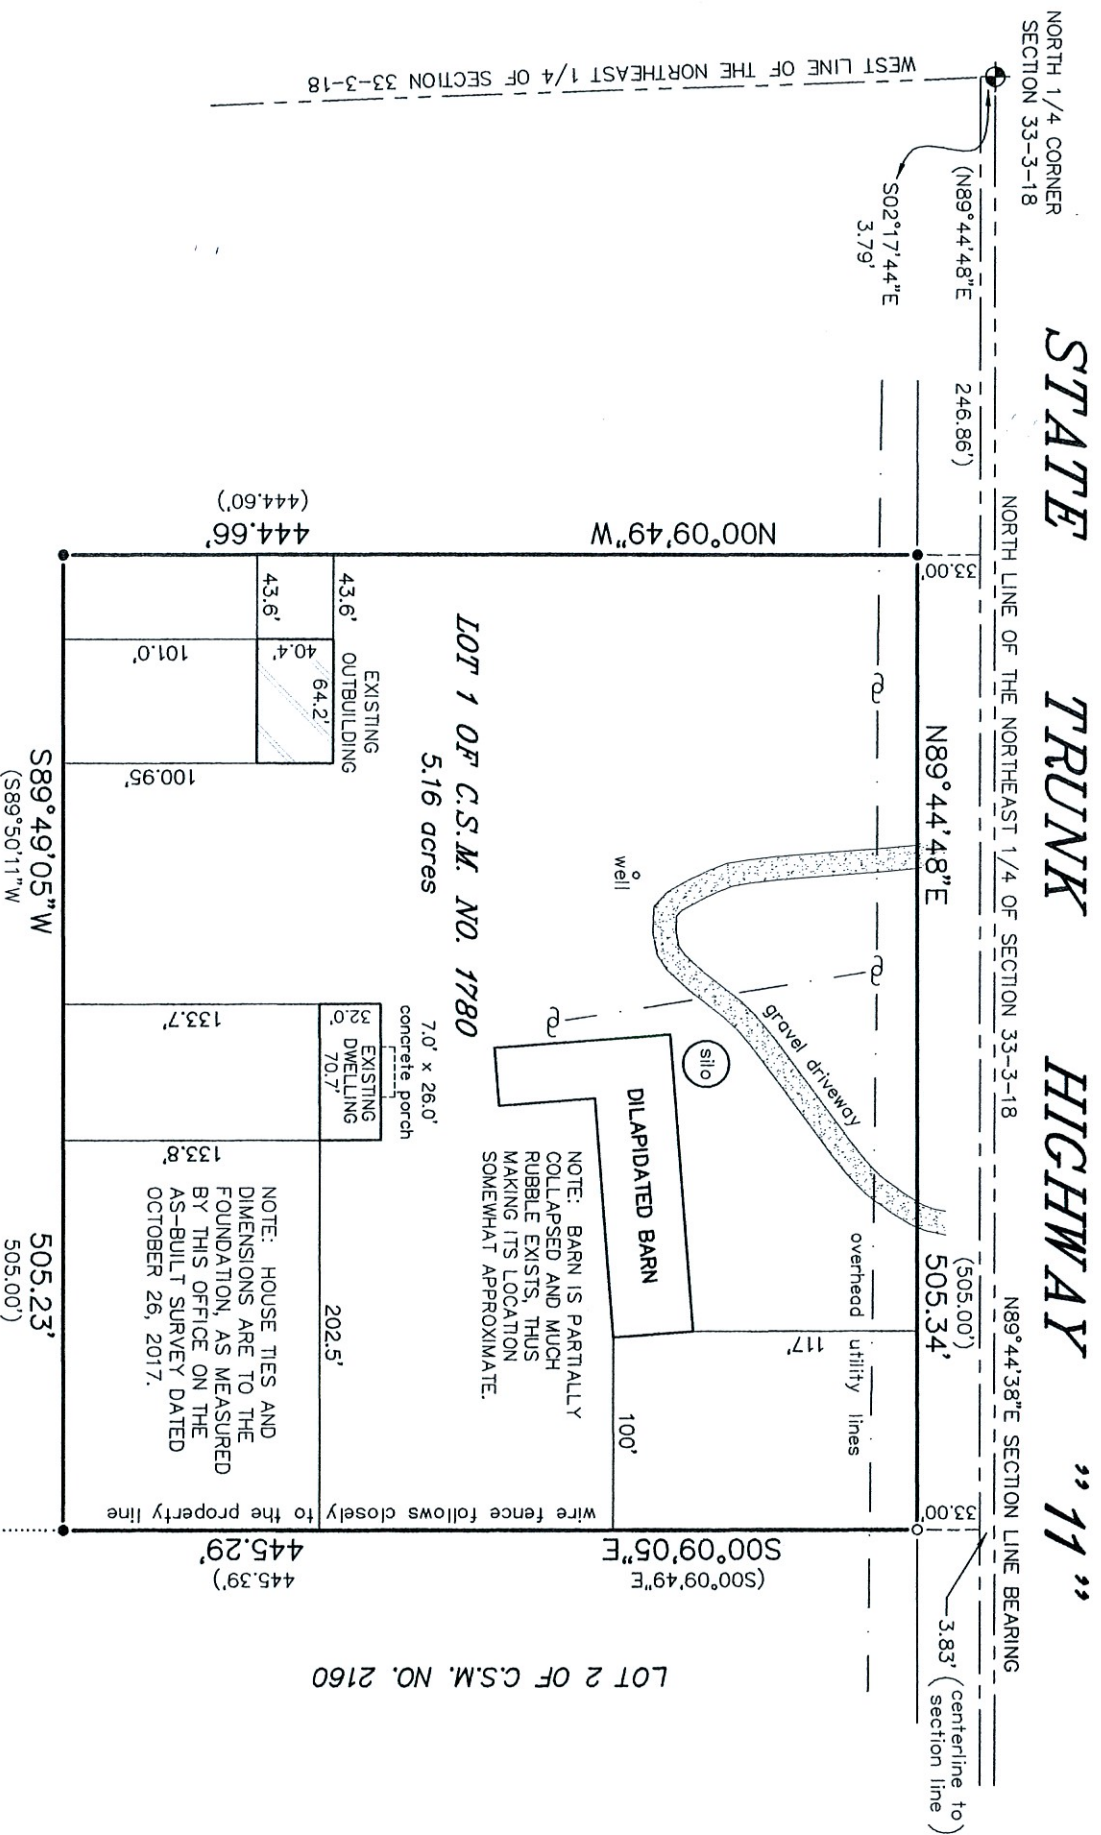 STATE TRUNK HIGHWAY "11"
NORTH 1/4 CORNER
SECTION 33-3-18
NORTH LINE OF THE NORTHEAST 1/4 OF SECTION 33-3-18
N89°44'38"E SECTION LINE BEARING
(N89°44'48"E 246.86')
S02°17'44"E
3.79'
WEST LINE OF THE NORTHEAST 1/4 OF SECTION 33-3-18
33.00'
33.00'
3.83' (centerline to
section line)
N89°44'48"E
(505.00')
505.34'
overhead utility lines
gravel driveway
117'
well
silo
DILAPIDATED BARN
100'
NOTE: BARN IS PARTIALLY
COLLAPSED AND MUCH
RUBBLE EXISTS, THUS
MAKING ITS LOCATION
SOMEWHAT APPROXIMATE.
N00°09'49"W
444.66'
(444.60')
LOT 1 OF C.S.M. NO. 1780
5.16 acres
7.0' x 26.0'
concrete porch
EXISTING
OUTBUILDING
43.6'
64.2'
40.4'
43.6'
101.0'
100.95'
32.0'
EXISTING
DWELLING
70.7'
133.7'
133.8'
202.5'
NOTE: HOUSE TIES AND
DIMENSIONS ARE TO THE
FOUNDATION, AS MEASURED
BY THIS OFFICE ON THE
AS-BUILT SURVEY DATED
OCTOBER 26, 2017.
wire fence follows closely to the property line
S00°09'05"E
(S00°09'49"E
445.29'
445.39')
LOT 2 OF C.S.M. NO. 2160
S89°49'05"W 505.23'
(S89°50'11"W 505.00')